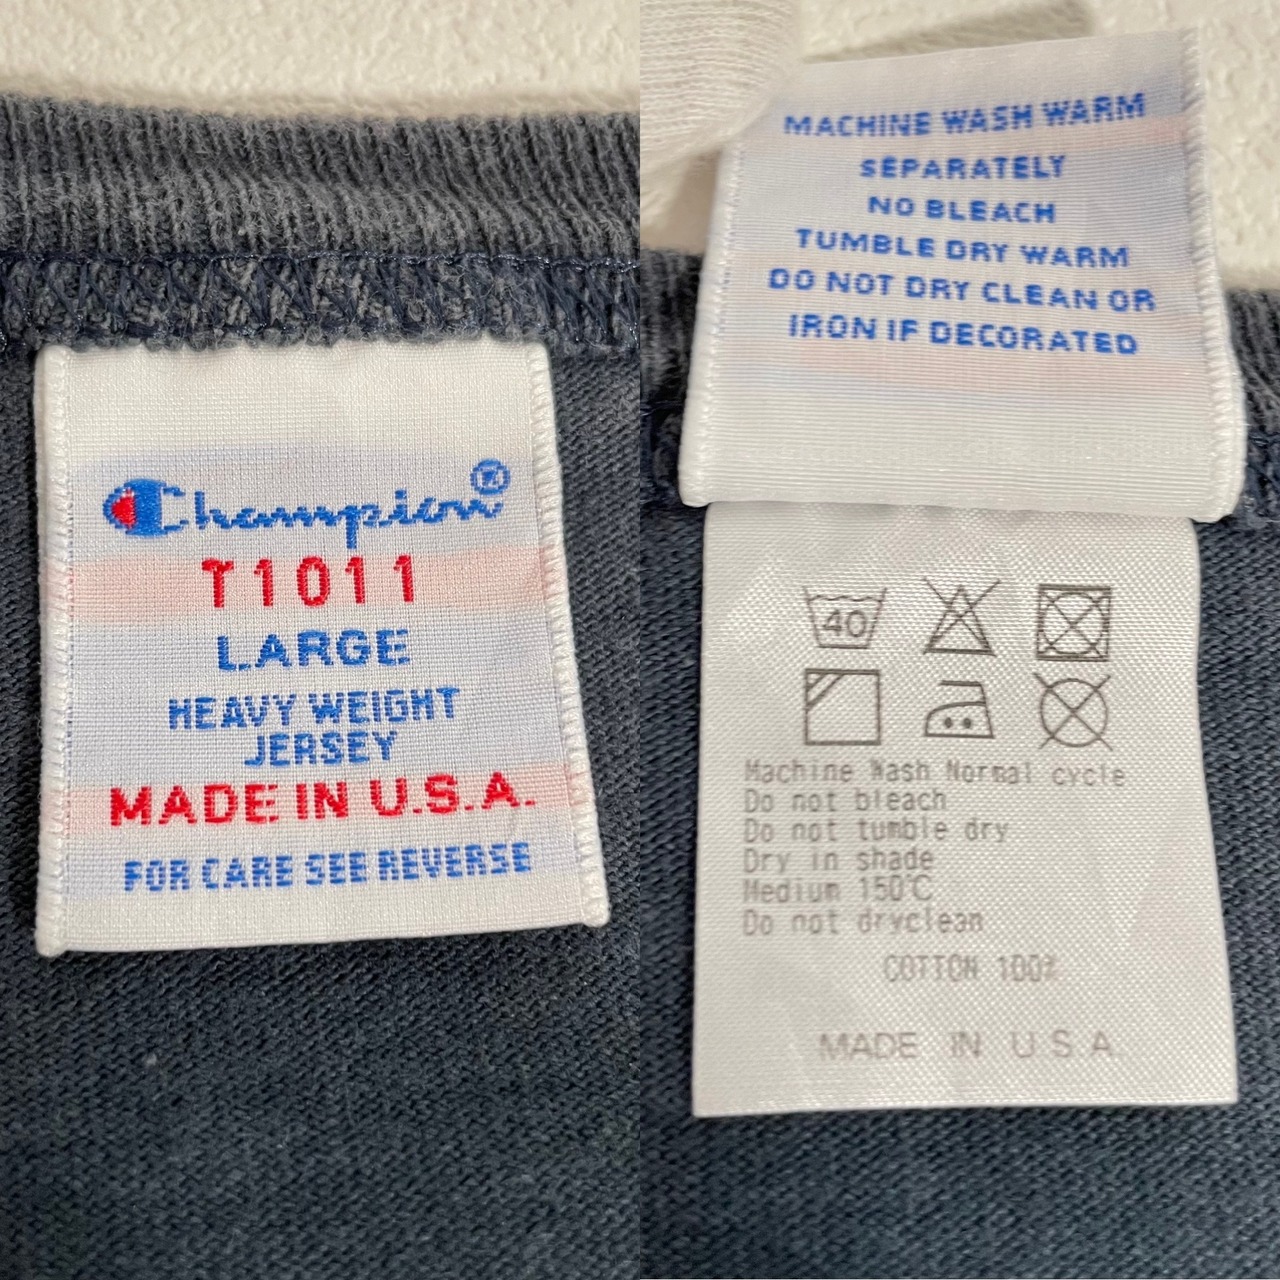 Champion®
T1011
LARGE
HEAVY WEIGHT
JERSEY
MADE IN U.S.A.
FOR CARE SEE REVERSE
MACHINE WASH WARM
SEPARATELY
NO BLEACH
TUMBLE DRY WARM
DO NOT DRY CLEAN OR
IRON IF DECORATED
40
Machine Wash Normal cycle
Do not bleach
Do not tumble dry
Dry in shade
Medium 150℃
Do not dryclean
COTTON 100%
MADE IN U.S.A.